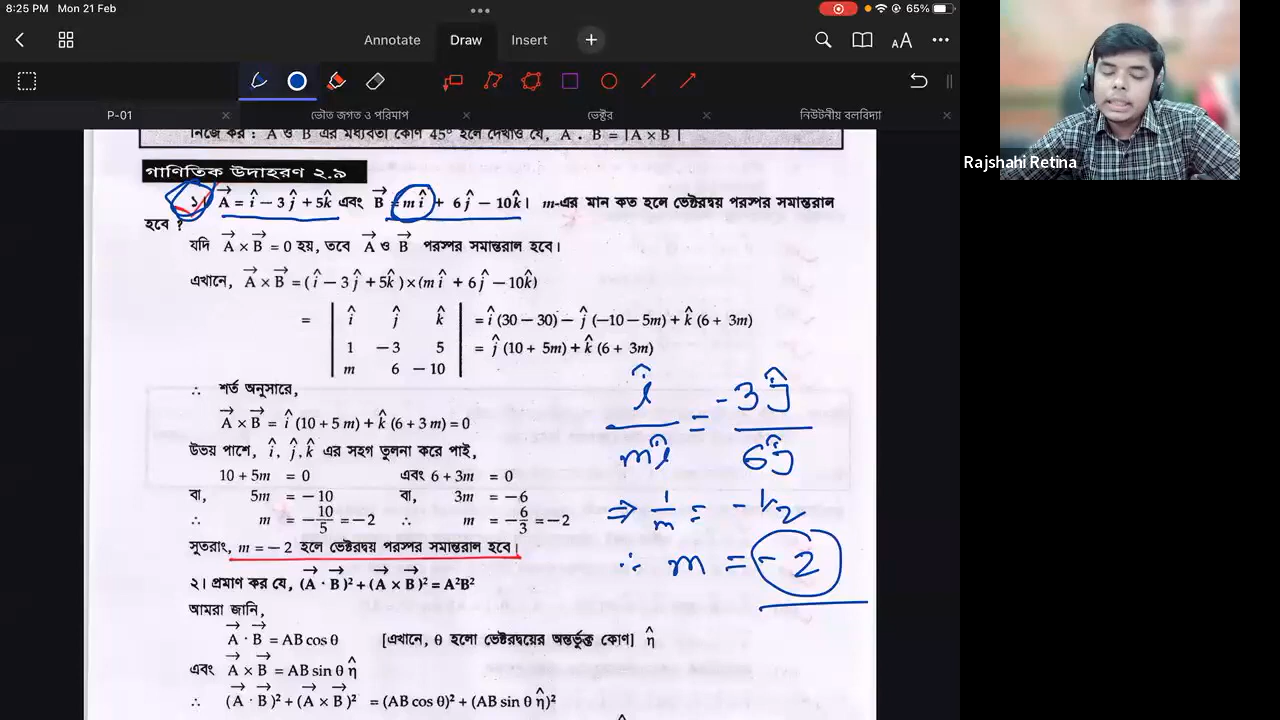 8:25 PM Mon 21 Feb 65%
Annotate Draw Insert
P-01 ভৌত জগত ও পরিমাপ ভেক্টর নিউটনীয় বলবিদ্যা
Rajshahi Retina
নিজে কর : A ও B এর মধ্যবর্তী কোণ 45° হলে দেখাও যে, A . B = |A × B|
গাণিতিক উদাহরণ ২.৯
১। A⃗ = î − 3ĵ + 5k̂ এবং B⃗ = mî + 6ĵ − 10k̂ । m-এর মান কত হলে ভেক্টরদ্বয় পরস্পর সমান্তরাল
হবে ?
যদি A⃗ × B⃗ = 0 হয়, তবে A⃗ ও B⃗ পরস্পর সমান্তরাল হবে।
এখানে, A⃗ × B⃗ = (î − 3ĵ + 5k̂) × (mî + 6ĵ − 10k̂)
= | î ĵ k̂ | = î (30 − 30) − ĵ (−10 − 5m) + k̂ (6 + 3m)
| 1 −3 5 | = ĵ (10 + 5m) + k̂ (6 + 3m)
| m 6 −10 |
∴ শর্ত অনুসারে,
A⃗ × B⃗ = î (10 + 5m) + k̂ (6 + 3m) = 0
উভয় পাশে, î, ĵ, k̂ এর সহগ তুলনা করে পাই,
10 + 5m = 0 এবং 6 + 3m = 0
বা, 5m = −10 বা, 3m = −6
∴ m = −10/5 = −2 ∴ m = −6/3 = −2
সুতরাং, m = − 2 হলে ভেক্টরদ্বয় পরস্পর সমান্তরাল হবে।
î/mî = -3ĵ/6ĵ
⇒ 1/m = -1/2
∴ m = -2
২। প্রমাণ কর যে, (A⃗ · B⃗)² + (A⃗ × B⃗)² = A²B²
আমরা জানি,
A⃗ · B⃗ = AB cos θ [এখানে, θ হলো ভেক্টরদ্বয়ের অন্তর্ভুক্ত কোণ] η̂
এবং A⃗ × B⃗ = AB sin θ η̂
∴ (A⃗ · B⃗)² + (A⃗ × B⃗)² = (AB cos θ)² + (AB sin θ η̂)²